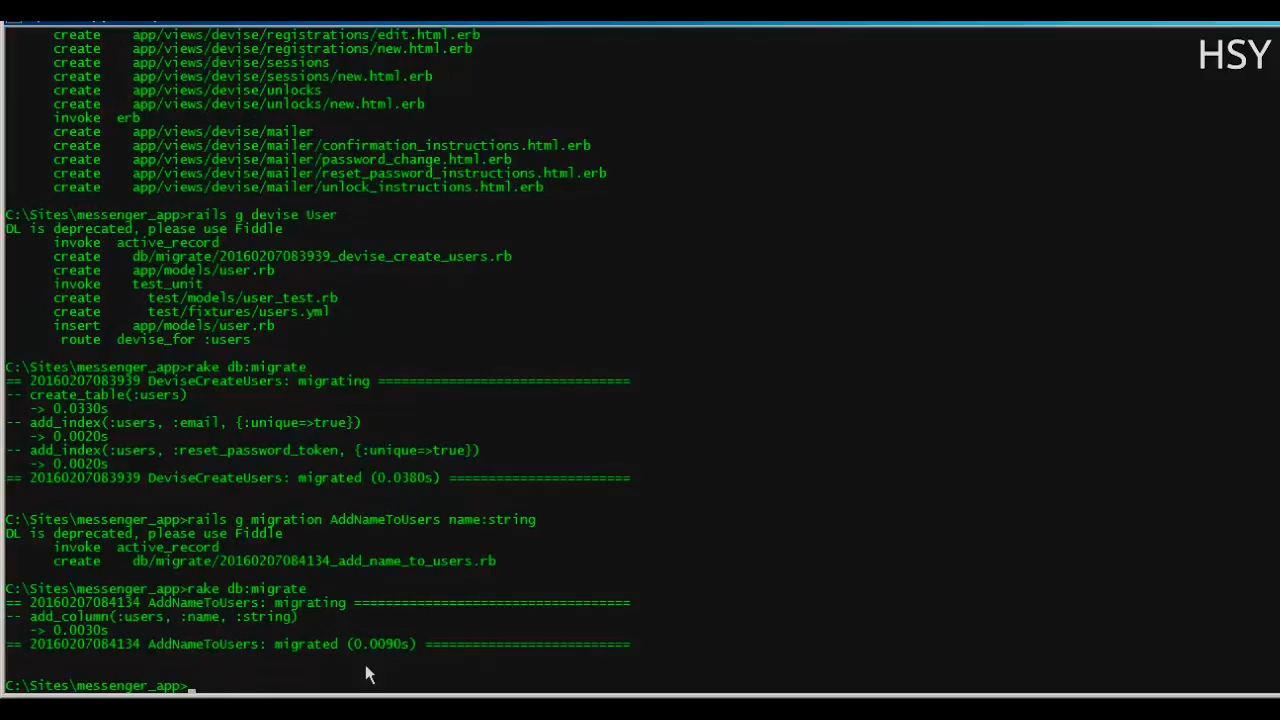 create    app/views/devise/registrations/edit.html.erb
create    app/views/devise/registrations/new.html.erb
HSY
create    app/views/devise/sessions
create    app/views/devise/sessions/new.html.erb
create    app/views/devise/unlocks
create    app/views/devise/unlocks/new.html.erb
invoke  erb
create    app/views/devise/mailer
create    app/views/devise/mailer/confirmation_instructions.html.erb
create    app/views/devise/mailer/password_change.html.erb
create    app/views/devise/mailer/reset_password_instructions.html.erb
create    app/views/devise/mailer/unlock_instructions.html.erb
C:\Sites\messenger_app>rails g devise User
DL is deprecated, please use Fiddle
invoke  active_record
create    db/migrate/20160207083939_devise_create_users.rb
create    app/models/user.rb
invoke    test_unit
create      test/models/user_test.rb
create      test/fixtures/users.yml
insert    app/models/user.rb
route  devise_for :users
C:\Sites\messenger_app>rake db:migrate
== 20160207083939 DeviseCreateUsers: migrating ================================
-- create_table(:users)
-> 0.0330s
-- add_index(:users, :email, {:unique=>true})
-> 0.0020s
-- add_index(:users, :reset_password_token, {:unique=>true})
-> 0.0020s
== 20160207083939 DeviseCreateUsers: migrated (0.0380s) =======================
C:\Sites\messenger_app>rails g migration AddNameToUsers name:string
DL is deprecated, please use Fiddle
invoke  active_record
create    db/migrate/20160207084134_add_name_to_users.rb
C:\Sites\messenger_app>rake db:migrate
== 20160207084134 AddNameToUsers: migrating ===================================
-- add_column(:users, :name, :string)
-> 0.0030s
== 20160207084134 AddNameToUsers: migrated (0.0090s) ==========================
C:\Sites\messenger_app>